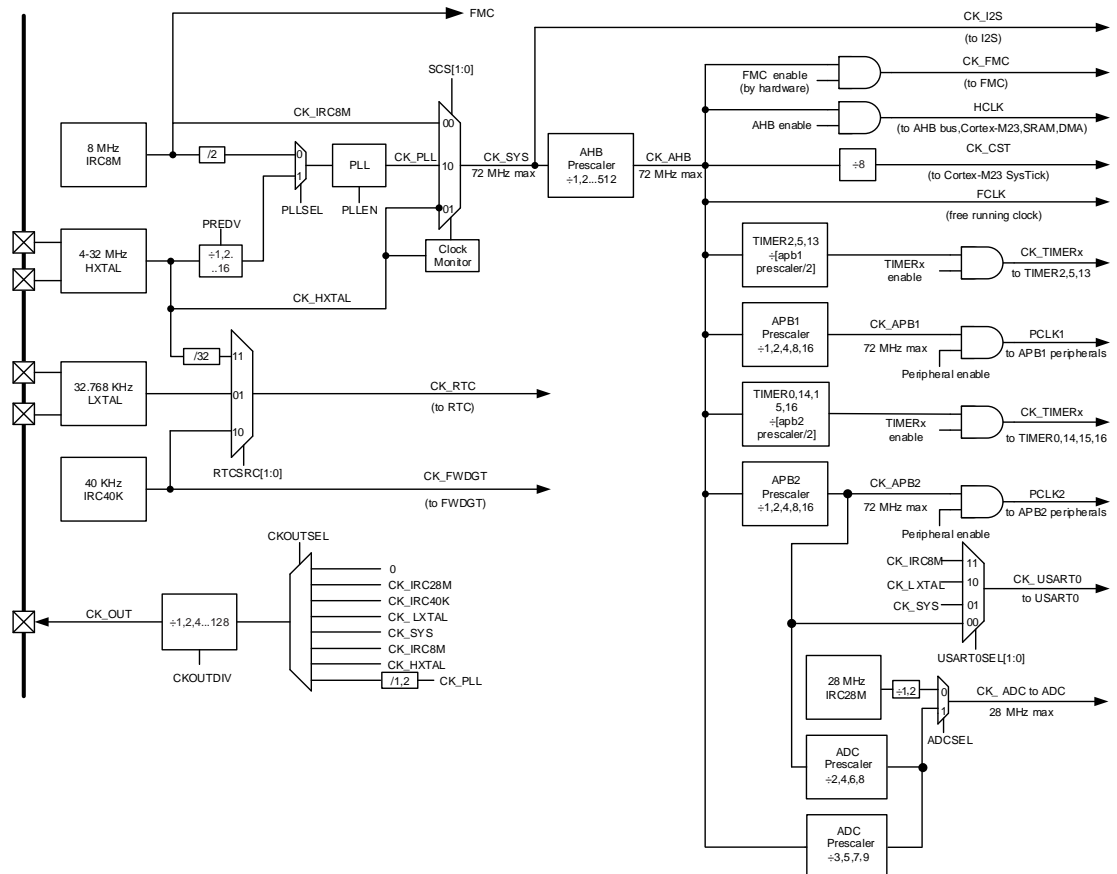 FMC
CK_I2S
(to I2S)
SCS[1:0]
CK_FMC
FMC enable
(by hardware)
(to FMC)
CK_IRC8M
00
HCLK
AHB enable
(to AHB bus,Cortex-M23,SRAM,DMA)
8 MHz
IRC8M
/2
0
1
PLL
CK_PLL
10
CK_SYS
72 MHz max
AHB
Prescaler
÷1,2...512
CK_AHB
72 MHz max
÷8
CK_CST
(to Cortex-M23 SysTick)
PLLSEL
PLLEN
01
FCLK
(free running clock)
PREDV
4-32 MHz
HXTAL
÷1,2.
..16
Clock
Monitor
TIMER2,5,13
÷[apb1
prescaler/2]
TIMERx
enable
CK_TIMERx
to TIMER2,5,13
CK_HXTAL
/32
11
APB1
Prescaler
÷1,2,4,8,16
CK_APB1
72 MHz max
PCLK1
to APB1 peripherals
Peripheral enable
32.768 KHz
LXTAL
01
CK_RTC
(to RTC)
TIMER0,14,1
5,16
÷[apb2
prescaler/2]
TIMERx
enable
CK_TIMERx
to TIMER0,14,15,16
10
RTCSRC[1:0]
40 KHz
IRC40K
CK_FWDGT
(to FWDGT)
APB2
Prescaler
÷1,2,4,8,16
CK_APB2
72 MHz max
PCLK2
to APB2 peripherals
Peripheral enable
CKOUTSEL
0
CK_IRC28M
CK_IRC40K
CK_LXTAL
CK_SYS
CK_IRC8M
CK_HXTAL
/1,2
CK_PLL
CK_OUT
÷1,2,4...128
CKOUTDIV
CK_IRC8M
11
CK_LXTAL
10
CK_SYS
01
00
CK_USART0
to USART0
USART0SEL[1:0]
28 MHz
IRC28M
÷1,2
0
1
CK_ ADC to ADC
28 MHz max
ADCSEL
ADC
Prescaler
÷2,4,6,8
ADC
Prescaler
÷3,5,7,9